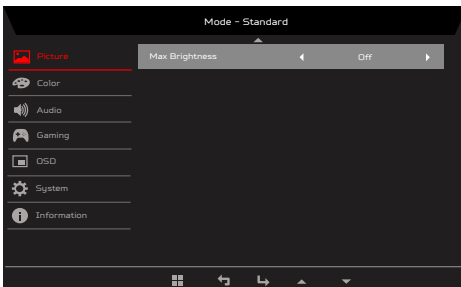 Mode - Standard
Picture
Max Brightness Off
Color
Audio
Gaming
OSD
System
Information